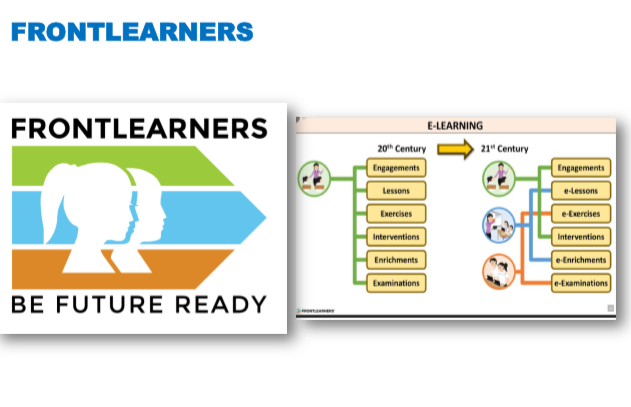 FRONTLEARNERS
FRONTLEARNERS
BE FUTURE READY
E-LEARNING
20th Century
21st Century
Engagements
Lessons
Exercises
Interventions
Enrichments
Examinations
Engagements
e-Lessons
e-Exercises
Interventions
e-Enrichments
e-Examinations
FRONTLEARNERS